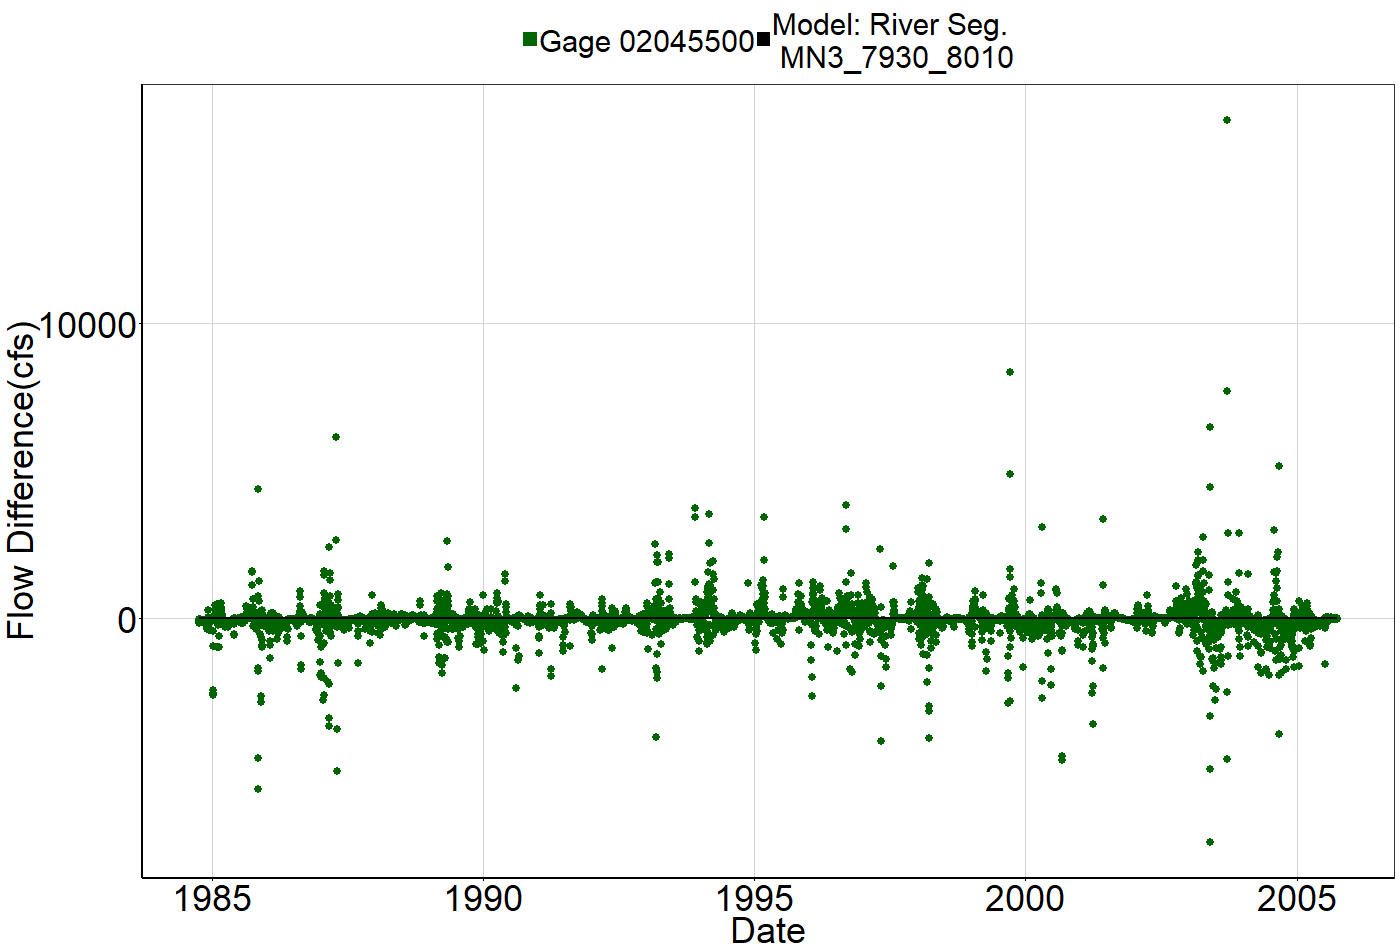 Gage 02045500
Model: River Seg.
MN3_7930_8010
Flow Difference(cfs)
10000
0
1985 1990 1995 2000 2005
Date